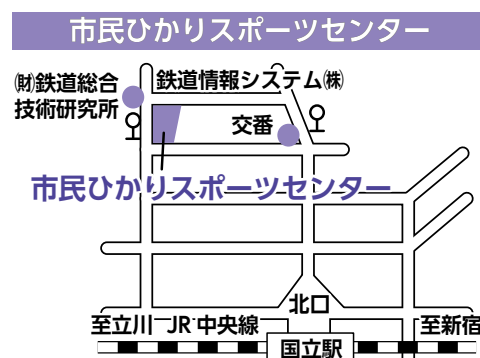 市民ひかりスポーツセンター
㈶鉄道総合
技術研究所
鉄道情報システム㈱
交番
市民ひかりスポーツセンター
北口
至立川 JR中央線
至新宿
国立駅